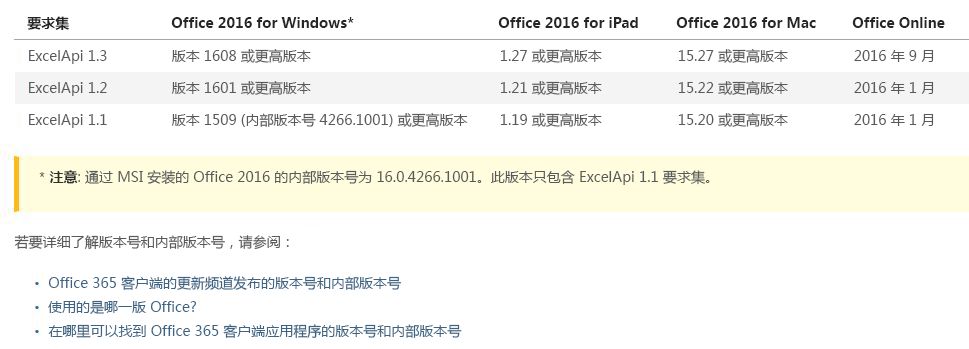 要求集 Office 2016 for Windows* Office 2016 for iPad Office 2016 for Mac Office Online
ExcelApi 1.3 版本 1608 或更高版本 1.27 或更高版本 15.27 或更高版本 2016 年 9 月
ExcelApi 1.2 版本 1601 或更高版本 1.21 或更高版本 15.22 或更高版本 2016 年 1 月
ExcelApi 1.1 版本 1509 (内部版本号 4266.1001) 或更高版本 1.19 或更高版本 15.20 或更高版本 2016 年 1 月
* 注意: 通过 MSI 安装的 Office 2016 的内部版本号为 16.0.4266.1001。此版本只包含 ExcelApi 1.1 要求集。
若要详细了解版本号和内部版本号，请参阅：
• Office 365 客户端的更新频道发布的版本号和内部版本号
• 使用的是哪一版 Office?
• 在哪里可以找到 Office 365 客户端应用程序的版本号和内部版本号